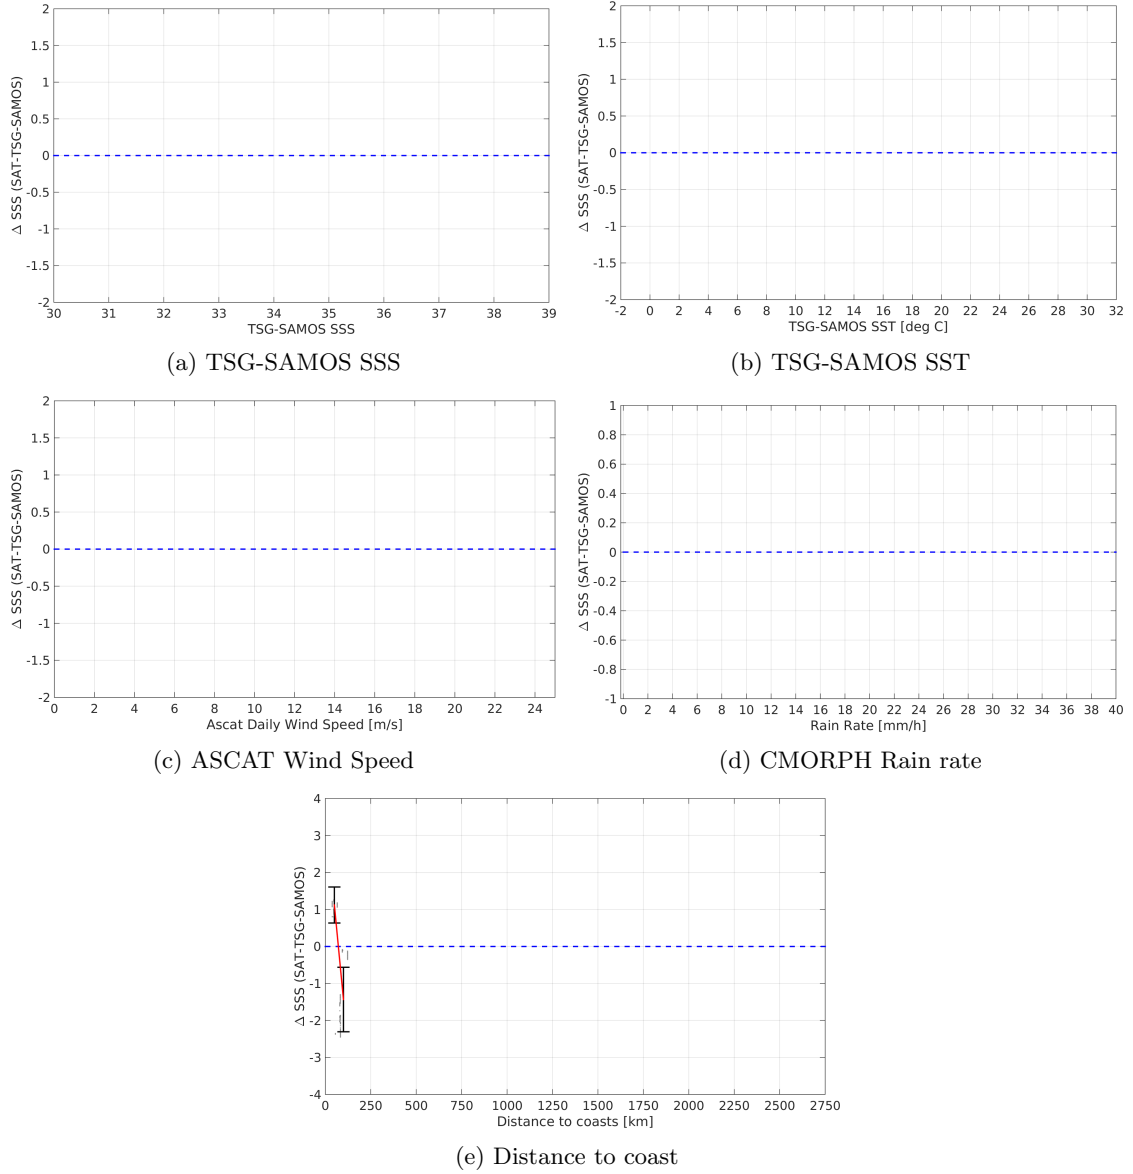 2
1.5
1
0.5
0
-0.5
-1
-1.5
-2
Δ SSS (SAT-TSG-SAMOS)
30 31 32 33 34 35 36 37 38 39
TSG-SAMOS SSS
(a) TSG-SAMOS SSS
2
1.5
1
0.5
0
-0.5
-1
-1.5
-2
Δ SSS (SAT-TSG-SAMOS)
-2 0 2 4 6 8 10 12 14 16 18 20 22 24 26 28 30 32
TSG-SAMOS SST [deg C]
(b) TSG-SAMOS SST
2
1.5
1
0.5
0
-0.5
-1
-1.5
-2
Δ SSS (SAT-TSG-SAMOS)
0 2 4 6 8 10 12 14 16 18 20 22 24
Ascat Daily Wind Speed [m/s]
(c) ASCAT Wind Speed
1
0.8
0.6
0.4
0.2
0
-0.2
-0.4
-0.6
-0.8
-1
Δ SSS (SAT-TSG-SAMOS)
0 2 4 6 8 10 12 14 16 18 20 22 24 26 28 30 32 34 36 38 40
Rain Rate [mm/h]
(d) CMORPH Rain rate
4
3
2
1
0
-1
-2
-3
-4
Δ SSS (SAT-TSG-SAMOS)
0 250 500 750 1000 1250 1500 1750 2000 2250 2500 2750
Distance to coasts [km]
(e) Distance to coast